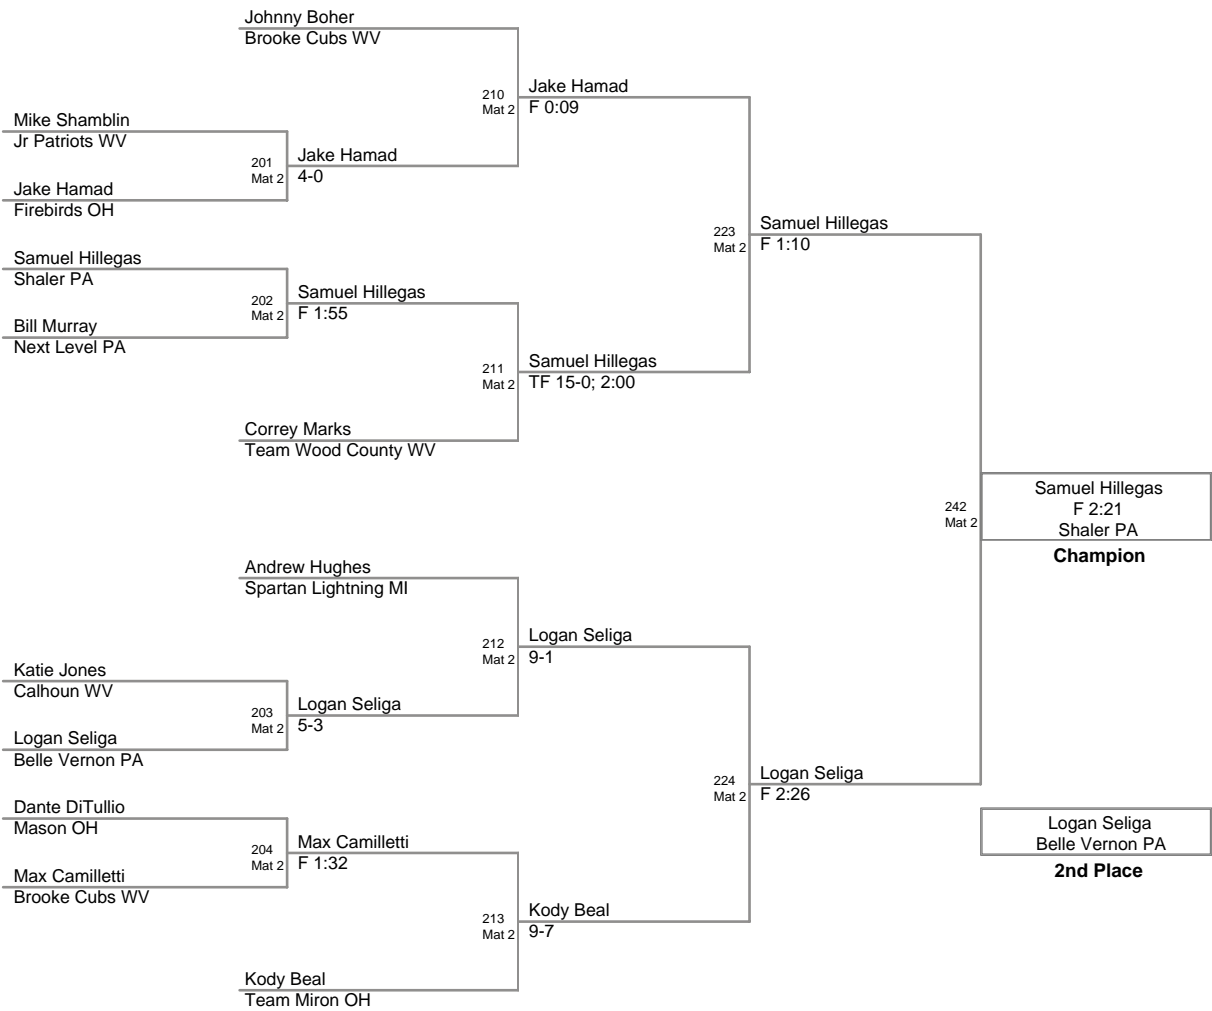 Johnny Boher
Brooke Cubs WV
210
Mat 2
Jake Hamad
F 0:09
Mike Shamblin
Jr Patriots WV
201
Mat 2
Jake Hamad
4-0
Jake Hamad
Firebirds OH
223
Mat 2
Samuel Hillegas
F 1:10
Samuel Hillegas
Shaler PA
202
Mat 2
Samuel Hillegas
F 1:55
Bill Murray
Next Level PA
211
Mat 2
Samuel Hillegas
TF 15-0; 2:00
Correy Marks
Team Wood County WV
242
Mat 2
Samuel Hillegas
F 2:21
Shaler PA
Champion
Andrew Hughes
Spartan Lightning MI
212
Mat 2
Logan Seliga
9-1
Katie Jones
Calhoun WV
203
Mat 2
Logan Seliga
5-3
Logan Seliga
Belle Vernon PA
224
Mat 2
Logan Seliga
F 2:26
Dante DiTullio
Mason OH
204
Mat 2
Max Camilletti
F 1:32
Max Camilletti
Brooke Cubs WV
Logan Seliga
Belle Vernon PA
2nd Place
213
Mat 2
Kody Beal
9-7
Kody Beal
Team Miron OH